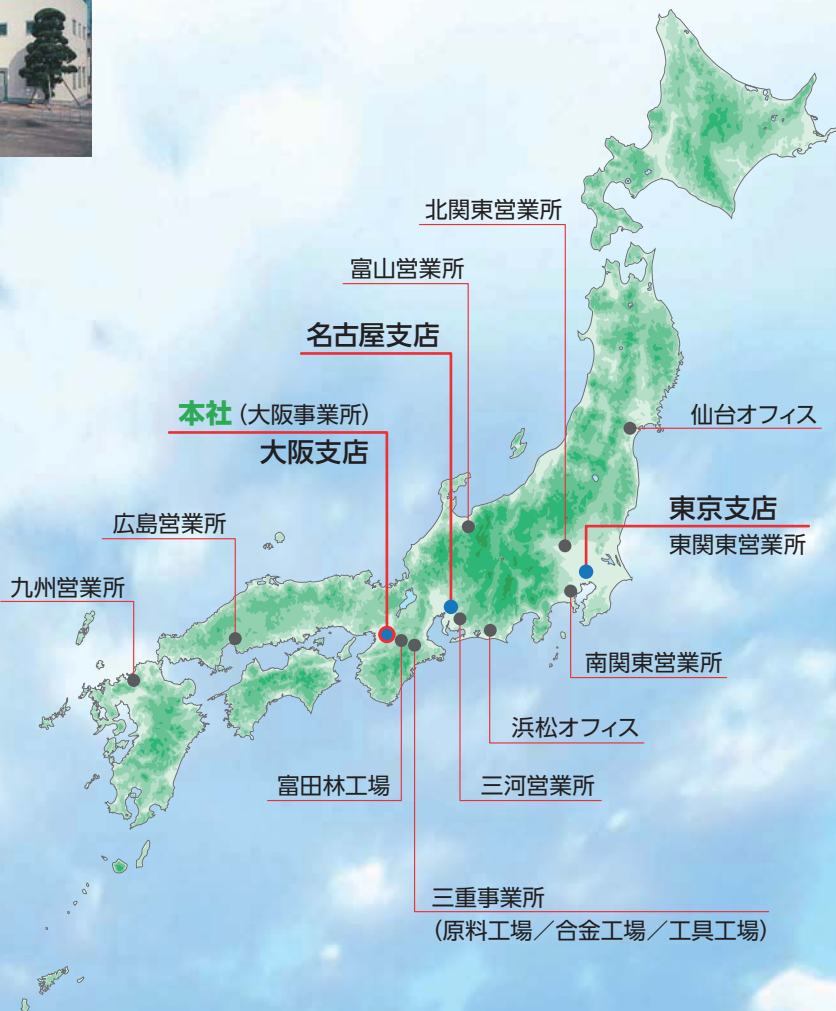 北関東営業所
富山営業所
名古屋支店
本社 (大阪事業所)
大阪支店
仙台オフィス
東京支店
東関東営業所
広島営業所
九州営業所
南関東営業所
浜松オフィス
富田林工場
三河営業所
三重事業所
(原料工場／合金工場／工具工場)